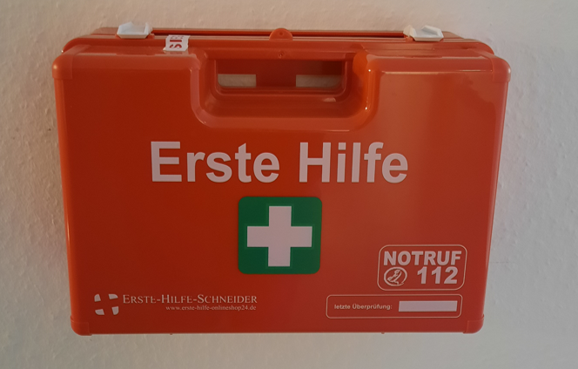 Erste Hilfe
NOTRUF
112
ERSTE-HILFE-SCHNEIDER
www.erste-hilfe-onlineshop24.de
letzte Überprüfung: